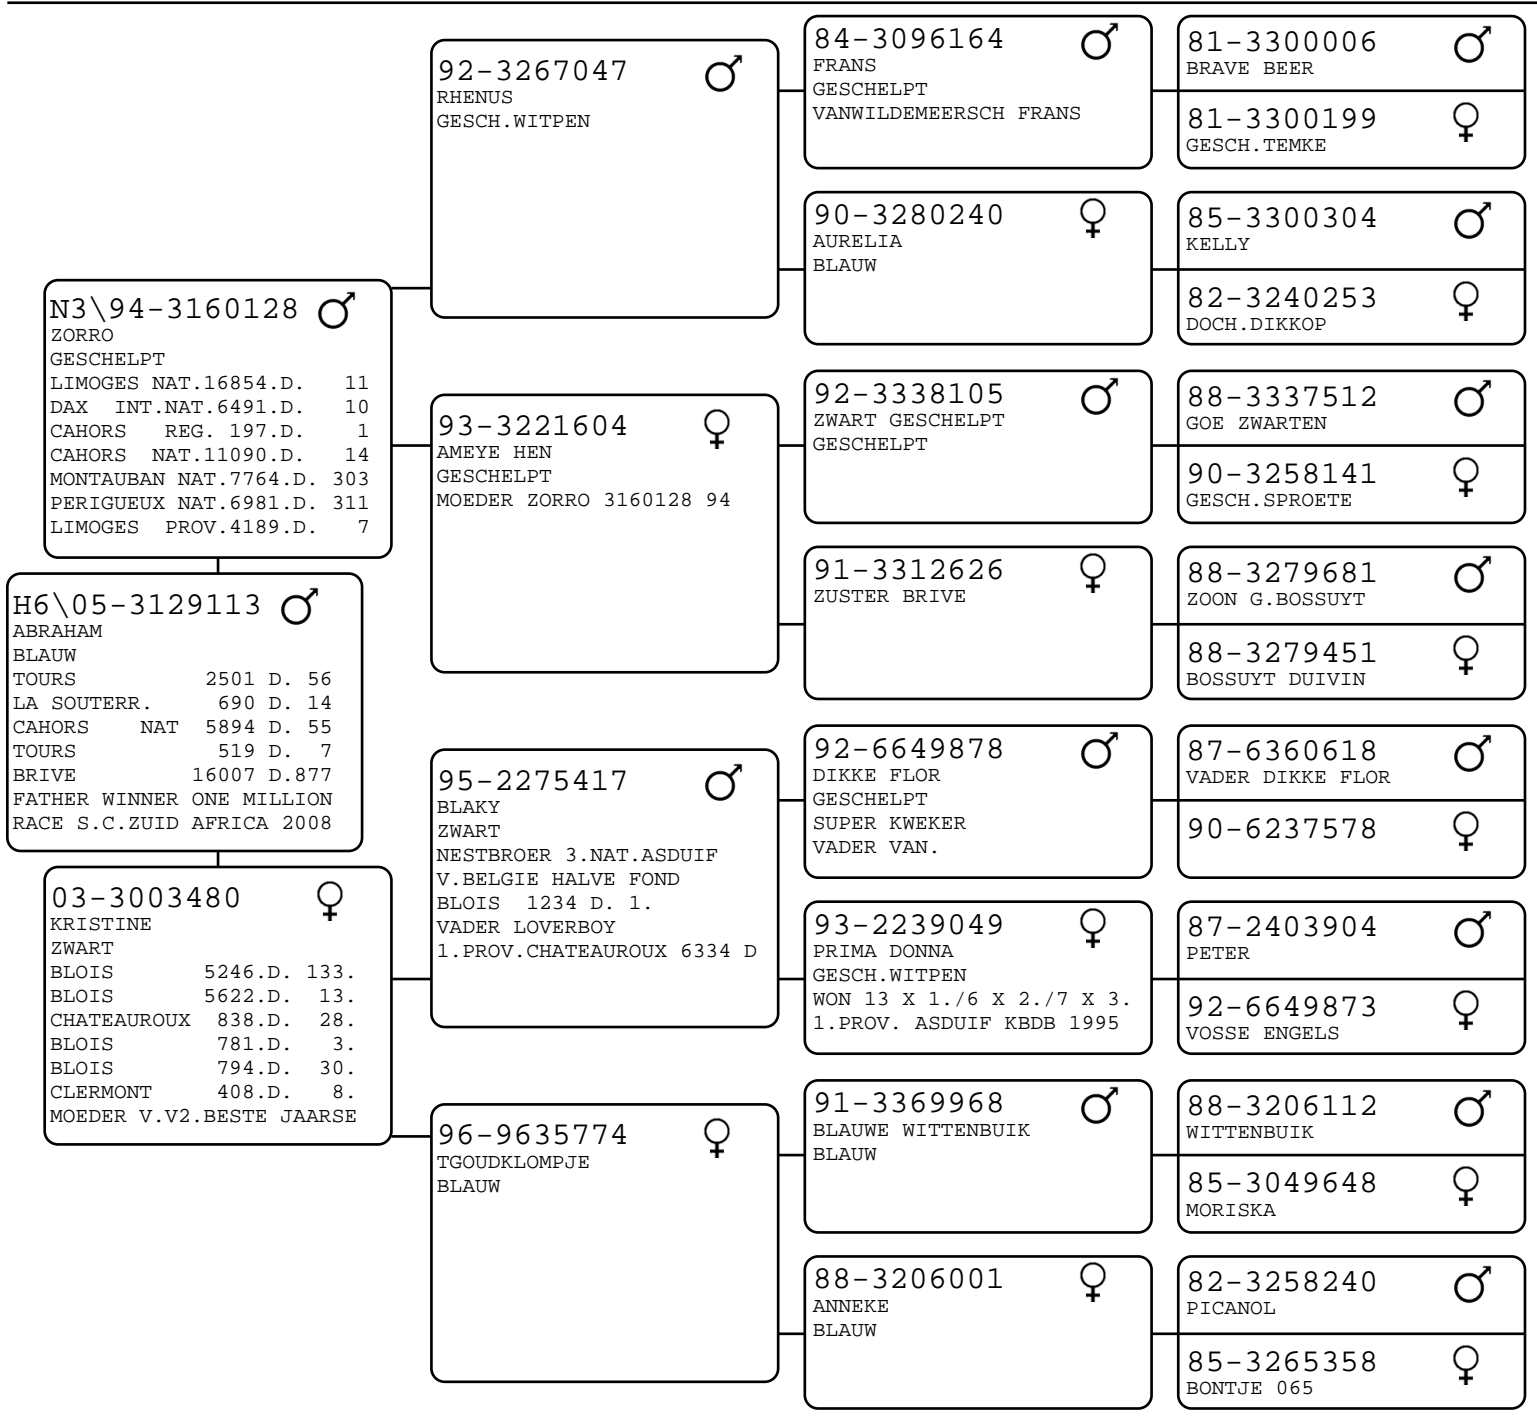 N3\94-3160128
ZORRO
GESCHELPT
LIMOGES NAT.16854.D. 11
DAX INT.NAT.6491.D. 10
CAHORS REG. 197.D. 1
CAHORS NAT.11090.D. 14
MONTAUBAN NAT.7764.D. 303
PERIGUEUX NAT.6981.D. 311
LIMOGES PROV.4189.D. 7
H6\05-3129113
ABRAHAM
BLAUW
TOURS 2501 D. 56
LA SOUTERR. 690 D. 14
CAHORS NAT 5894 D. 55
TOURS 519 D. 7
BRIVE 16007 D.877
FATHER WINNER ONE MILLION
RACE S.C.ZUID AFRICA 2008
03-3003480
KRISTINE
ZWART
BLOIS 5246.D. 133.
BLOIS 5622.D. 13.
CHATEAUROUX 838.D. 28.
BLOIS 781.D. 3.
BLOIS 794.D. 30.
CLERMONT 408.D. 8.
MOEDER V.V2.BESTE JAARSE
92-3267047
RHENUS
GESCH.WITPEN
93-3221604
AMEYE HEN
GESCHELPT
MOEDER ZORRO 3160128 94
95-2275417
BLAKY
ZWART
NESTBROER 3.NAT.ASDUIF
V.BELGIE HALVE FOND
BLOIS 1234 D. 1.
VADER LOVERBOY
1.PROV.CHATEAUROUX 6334 D
96-9635774
TGOUDKLOMPJE
BLAUW
84-3096164
FRANS
GESCHELPT
VANWILDEMEERSCH FRANS
90-3280240
AURELIA
BLAUW
92-3338105
ZWART GESCHELPT
GESCHELPT
91-3312626
ZUSTER BRIVE
92-6649878
DIKKE FLOR
GESCHELPT
SUPER KWEKER
VADER VAN.
93-2239049
PRIMA DONNA
GESCH.WITPEN
WON 13 X 1./6 X 2./7 X 3.
1.PROV. ASDUIF KBDB 1995
91-3369968
BLAUWE WITTENBUIK
BLAUW
88-3206001
ANNEKE
BLAUW
81-3300006
BRAVE BEER
81-3300199
GESCH.TEMKE
85-3300304
KELLY
82-3240253
DOCH.DIKKOP
88-3337512
GOE ZWARTEN
90-3258141
GESCH.SPROETE
88-3279681
ZOON G.BOSSUYT
88-3279451
BOSSUYT DUIVIN
87-6360618
VADER DIKKE FLOR
90-6237578
87-2403904
PETER
92-6649873
VOSSE ENGELS
88-3206112
WITTENBUIK
85-3049648
MORISKA
82-3258240
PICANOL
85-3265358
BONTJE 065